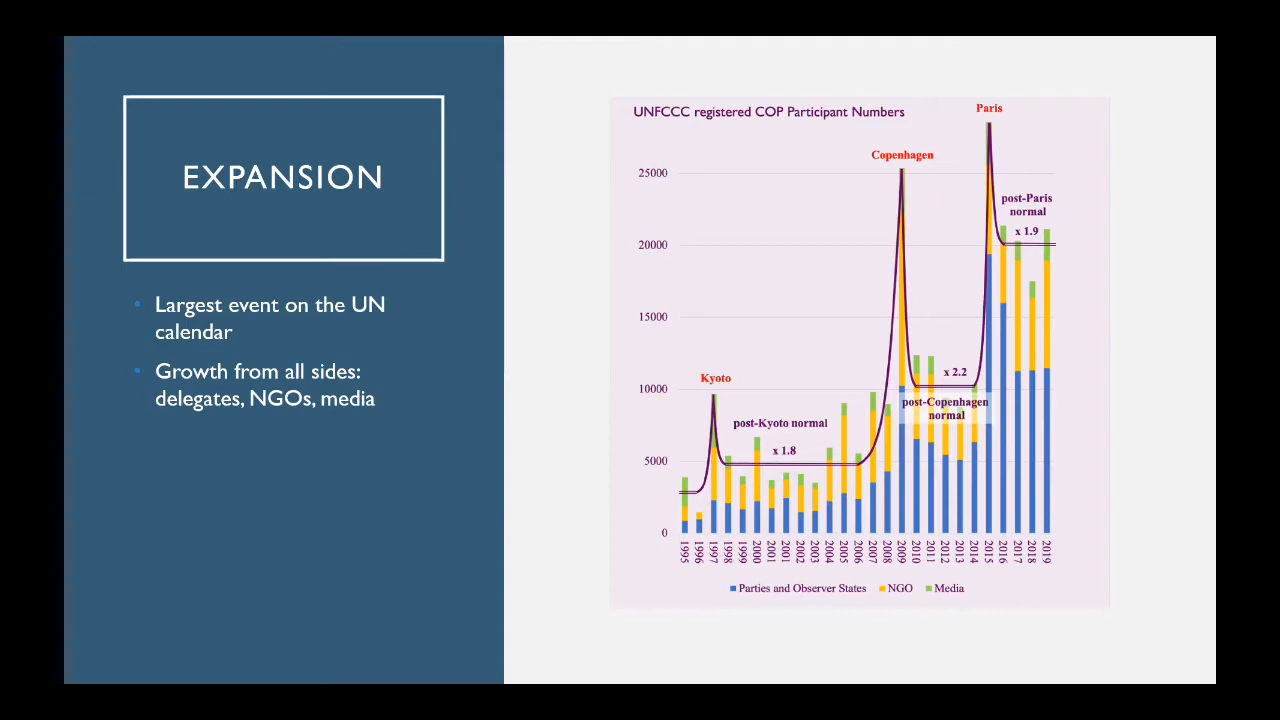 EXPANSION
• Largest event on the UN
calendar
• Growth from all sides:
delegates, NGOs, media
UNFCCC registered COP Participant Numbers
Paris
Copenhagen
Kyoto
post-Paris
normal
x 1.9
x 2.2
post-Copenhagen
normal
post-Kyoto normal
x 1.8
25000
20000
15000
10000
5000
0
1995
1996
1997
1998
1999
2000
2001
2001
2002
2003
2004
2005
2006
2007
2008
2009
2010
2011
2012
2013
2014
2015
2016
2017
2018
2019
Parties and Observer States NGO Media